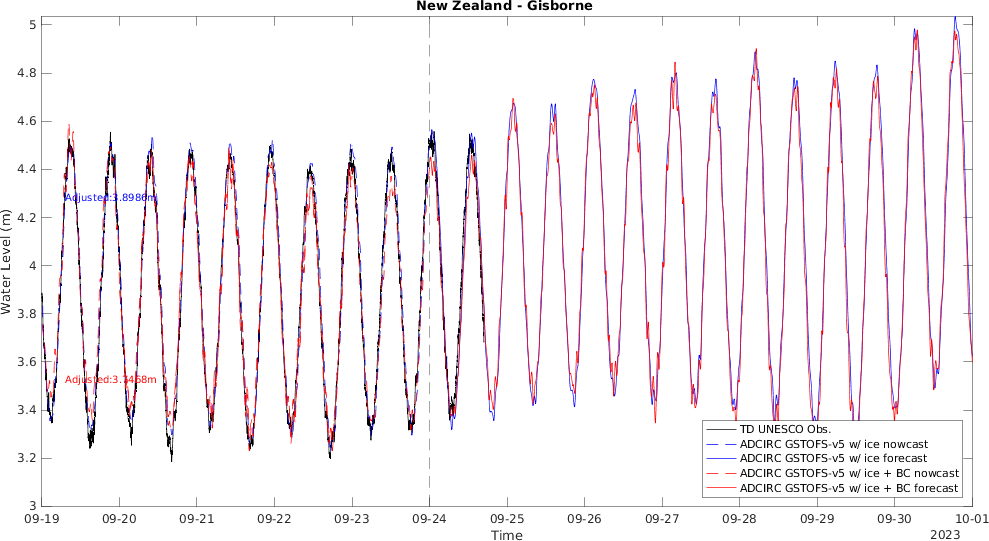 New Zealand - Gisborne
Water Level (m)
5
4.8
4.6
4.4
4.2
4
3.8
3.6
3.4
3.2
3
Adjusted:3.8986m
Adjusted:3.7468m
TD UNESCO Obs.
ADCIRC GSTOFS-v5 w/ ice nowcast
ADCIRC GSTOFS-v5 w/ ice forecast
ADCIRC GSTOFS-v5 w/ ice + BC nowcast
ADCIRC GSTOFS-v5 w/ ice + BC forecast
09-19 09-20 09-21 09-22 09-23 09-24 09-25 09-26 09-27 09-28 09-29 09-30 10-01
Time
2023